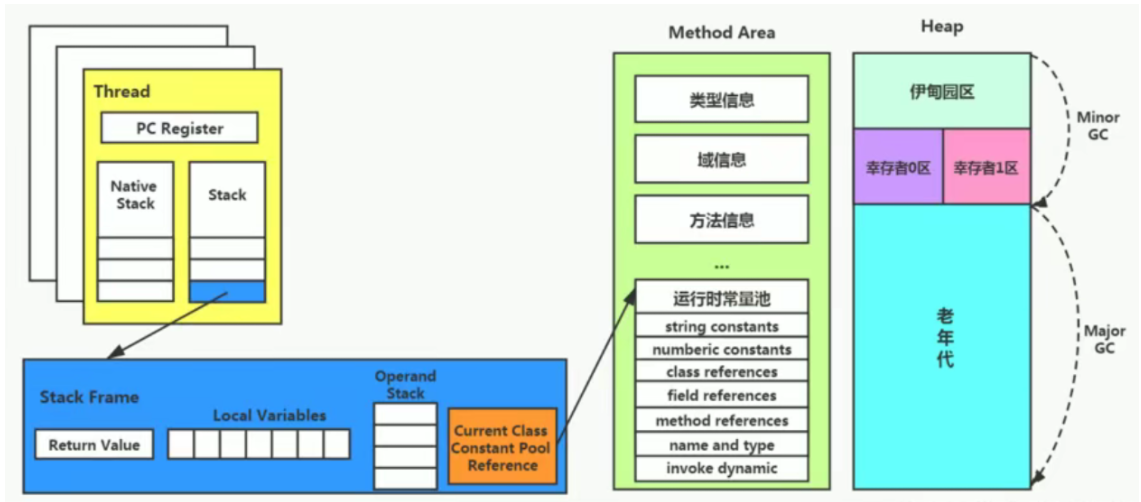 Thread
PC Register
Native
Stack
Stack
Stack Frame
Return Value
Local Variables
Operand
Stack
Current Class
Constant Pool
Reference
Method Area
类型信息
域信息
方法信息
...
运行时常量池
string constants
numberic constants
class references
field references
method references
name and type
invoke dynamic
Heap
伊甸园区
幸存者0区
幸存者1区
老
年
代
Minor
GC
Major
GC